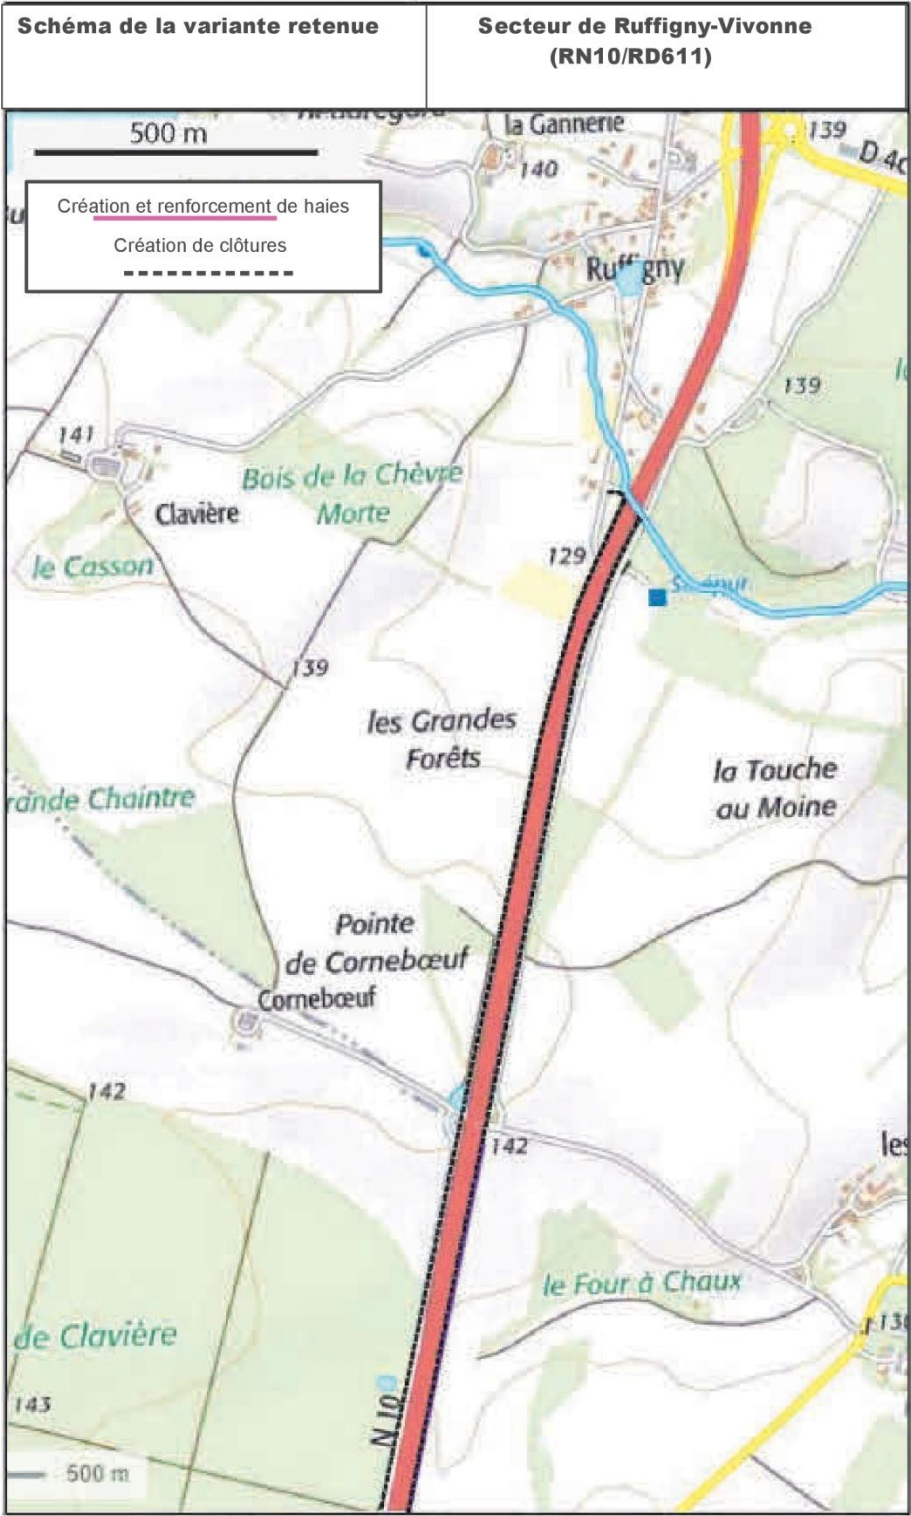 Schéma de la variante retenue
Secteur de Ruffigny-Vivonne
(RN10/RD611)
500 m
la Gannerie
139
D 4
140
Création et renforcement de haies
Création de clôtures
Ruffigny
139
141
Bois de la Chèvre
Morte
Clavière
129
le Casson
139
les Grandes
Forêts
la Touche
au Moine
rande Chaintre
Pointe
de Cornebœuf
Cornebœuf
142
142
les
le Four à Chaux
de Clavière
143
N 10
500 m